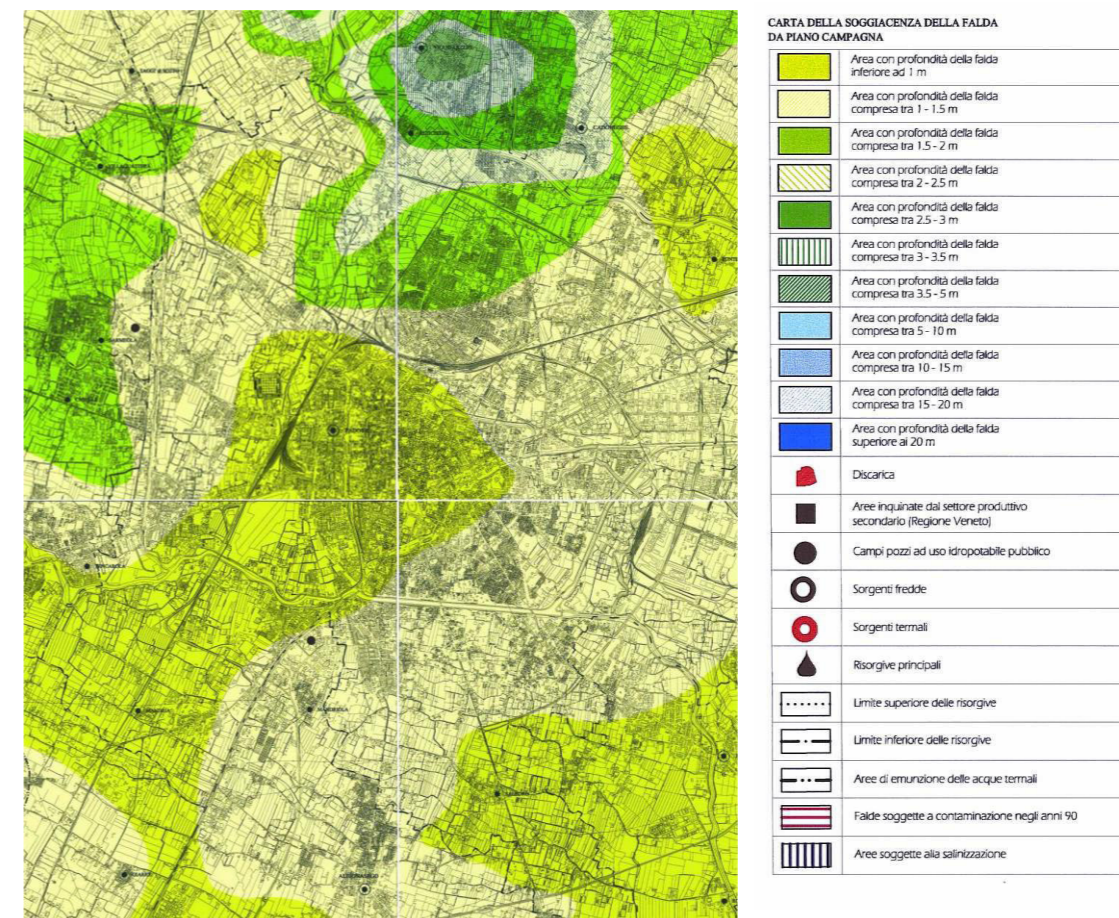 CARTA DELLA SOGGIACENZA DELLA FALDA
DA PIANO CAMPAGNA
Area con profondità della falda
inferiore ad 1 m
Area con profondità della falda
compresa tra 1 - 1.5 m
Area con profondità della falda
compresa tra 1.5 - 2 m
Area con profondità della falda
compresa tra 2 - 2.5 m
Area con profondità della falda
compresa tra 2.5 - 3 m
Area con profondità della falda
compresa tra 3 - 3.5 m
Area con profondità della falda
compresa tra 3.5 - 5 m
Area con profondità della falda
compresa tra 5 - 10 m
Area con profondità della falda
compresa tra 10 - 15 m
Area con profondità della falda
compresa tra 15 - 20 m
Area con profondità della falda
superiore ai 20 m
Discarica
Aree inquinate dal settore produttivo
secondario (Regione Veneto)
Campi pozzi ad uso idropotabile pubblico
Sorgenti fredde
Sorgenti termali
Risorgive principali
Limite superiore delle risorgive
Limite inferiore delle risorgive
Aree di emunzione delle acque termali
Falde soggette a contaminazione negli anni 90
Aree soggette alla salinizzazione